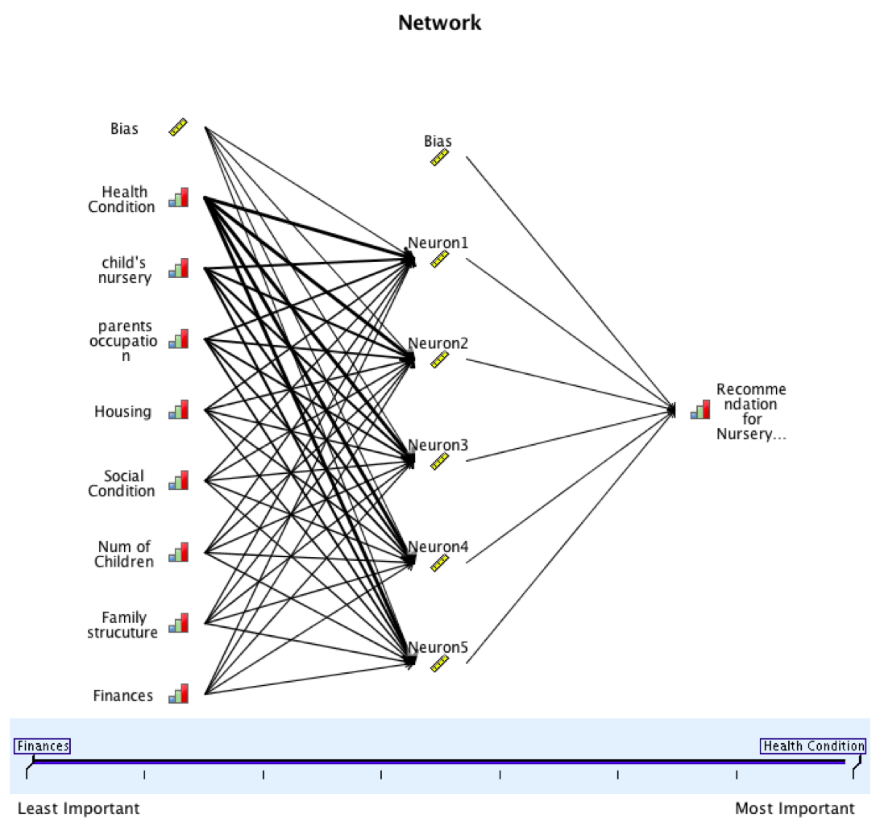 Network
Bias
Health
Condition
child's
nursery
parents
occupatio
n
Housing
Social
Condition
Num of
Children
Family
strucuture
Finances
Bias
Neuron1
Neuron2
Neuron3
Neuron4
Neuron5
Recomme
ndation
for
Nursery...
Finances
Health Condition
Least Important
Most Important